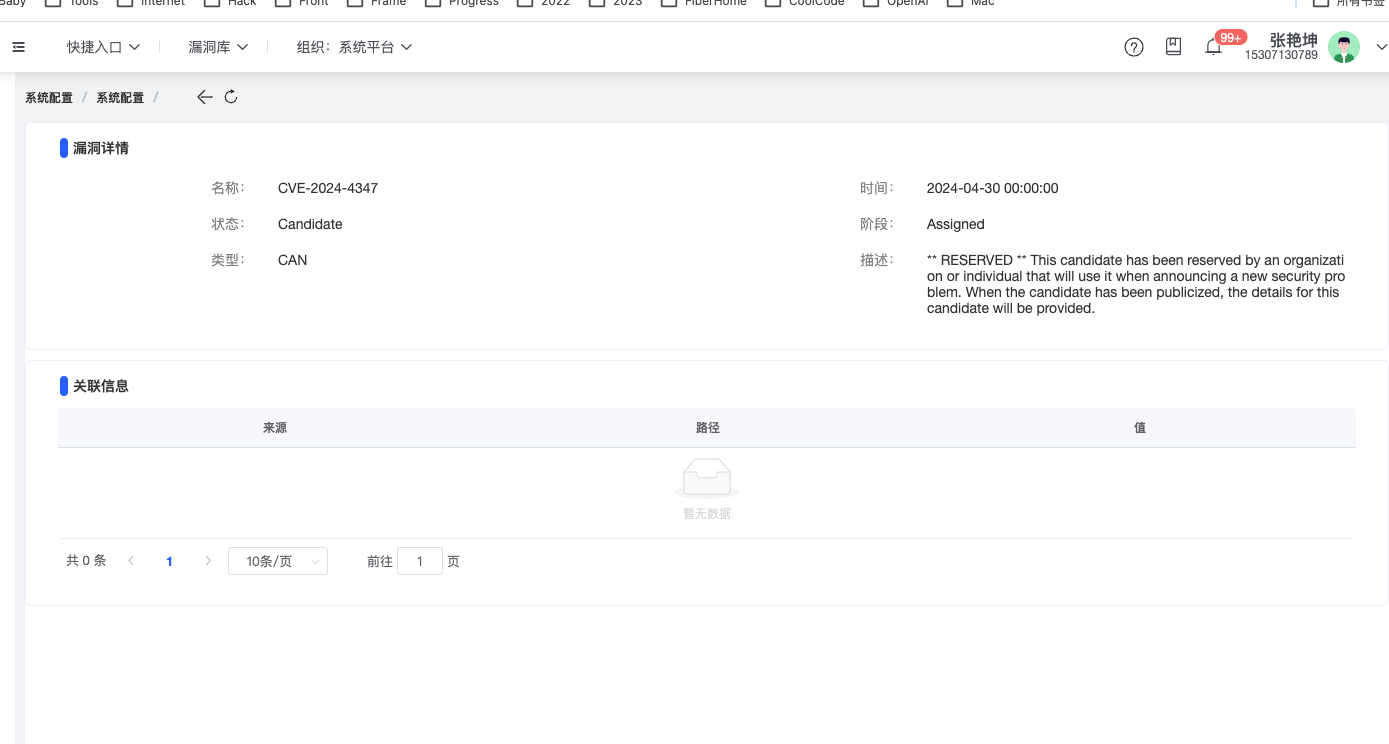 Baby Tools Internet Hack Front Frame Progress 2022 2023 FiberHome CoolCode OpenAI Mac 所有书签
快捷入口 漏洞库 组织：系统平台 99+ 张艳坤
15307130789
系统配置 / 系统配置 /
漏洞详情
名称： CVE-2024-4347 时间： 2024-04-30 00:00:00
状态： Candidate 阶段： Assigned
类型： CAN 描述： ** RESERVED ** This candidate has been reserved by an organizati
on or individual that will use it when announcing a new security pro
blem. When the candidate has been publicized, the details for this
candidate will be provided.
关联信息
来源 路径 值
暂无数据
共 0 条 1 10条/页 前往 1 页